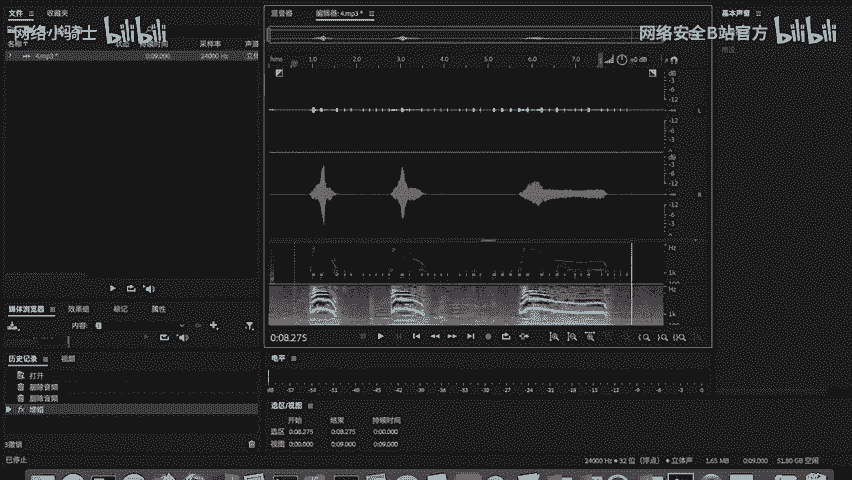 文件 ≡ 收藏夹
网络小骑士 bilibili
名称 状态 持续时间 采样率 声道
4.mp3 * 0:09.000 24000 Hz 立体
混音器 编辑器: 4.mp3 * ≡
基本声音 ≡
网络安全B站官方 bilibili
hms 1.0 2.0 3.0 4.0 5.0 6.0 7.0 +0 dB
dB
-3
-6
-12
L
-12
-6
-3
dB
-3
-6
-12
R
-12
-6
-3
Hz
1k
Hz
1k
媒体浏览器 ≡ 效果组 标记 属性
内容:
0:08.275
历史记录 ≡ 视频
打开
删除音频
删除音频
fx 增幅
3撤销
已停止
电平 ≡
dB -57 -54 -51 -48 -45 -42 -39 -36 -33 -30 -27 -24 -21 -18 -15 -12 -9 -6 -3 0
选区/视图 ≡
开始 结束 持续时间
选区 0:08.275 0:08.275 0:00.000
视图 0:00.000 0:09.000 0:09.000
24000 Hz • 32 位 (浮点) • 立体声 1.65 MB 0:09.000 51.80 GB 空闲